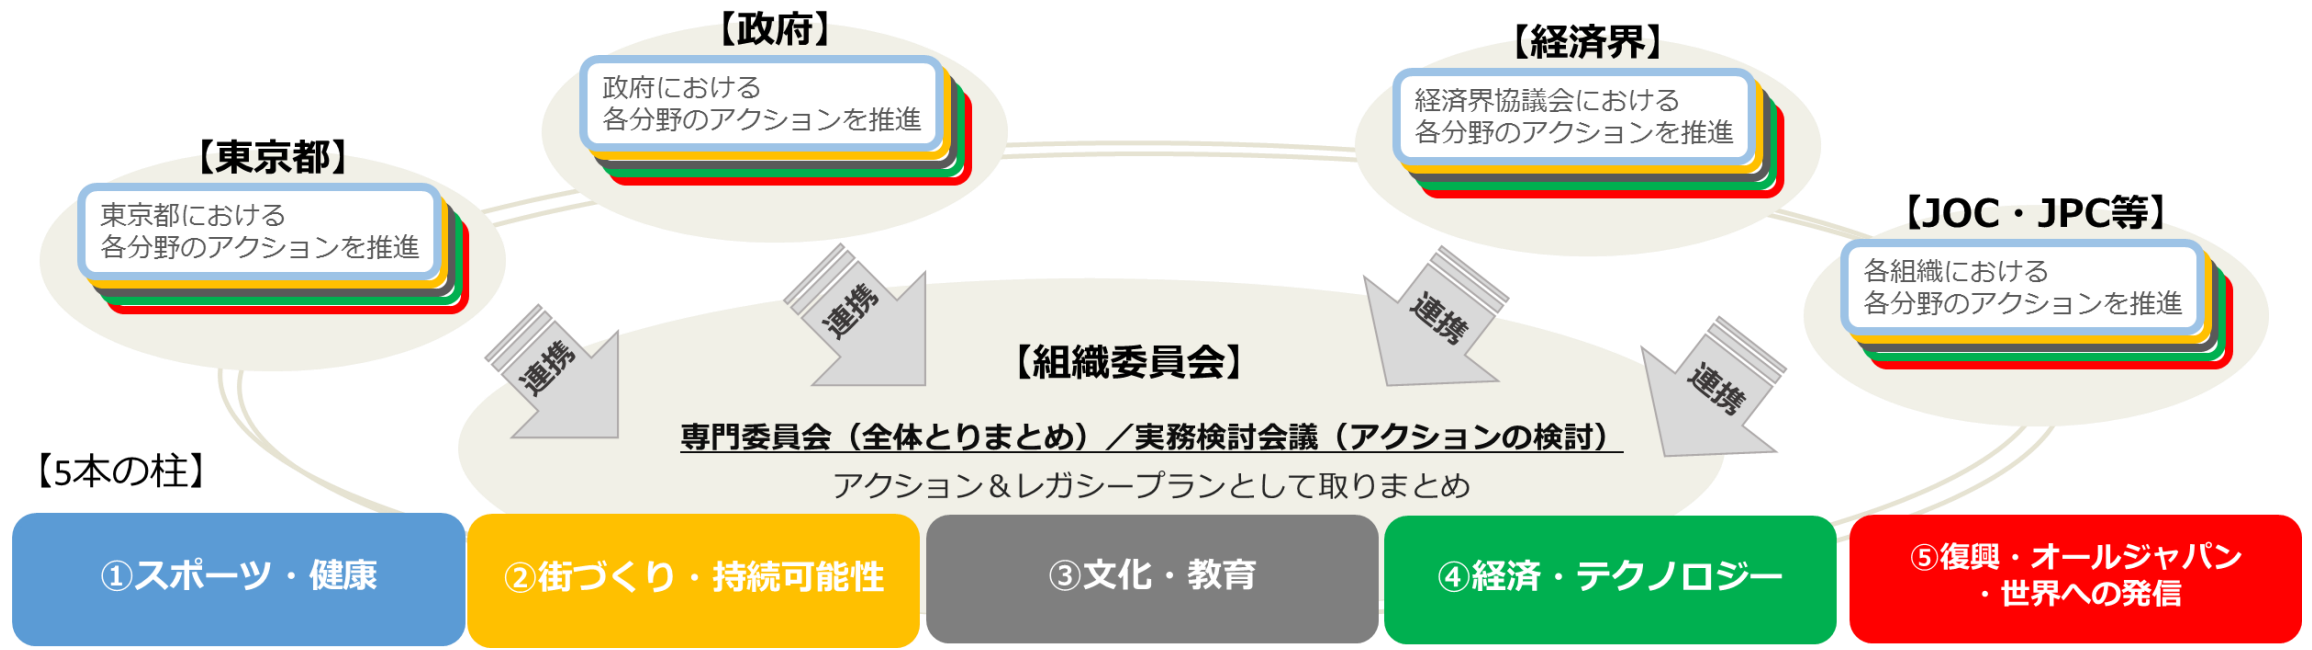 【政府】
政府における
各分野のアクションを推進
【経済界】
経済界協議会における
各分野のアクションを推進
【東京都】
東京都における
各分野のアクションを推進
【JOC・JPC等】
各組織における
各分野のアクションを推進
連携
連携
連携
連携
【組織委員会】
専門委員会（全体とりまとめ）／実務検討会議（アクションの検討）
アクション＆レガシープランとして取りまとめ
【5本の柱】
①スポーツ・健康
②街づくり・持続可能性
③文化・教育
④経済・テクノロジー
⑤復興・オールジャパン
・世界への発信